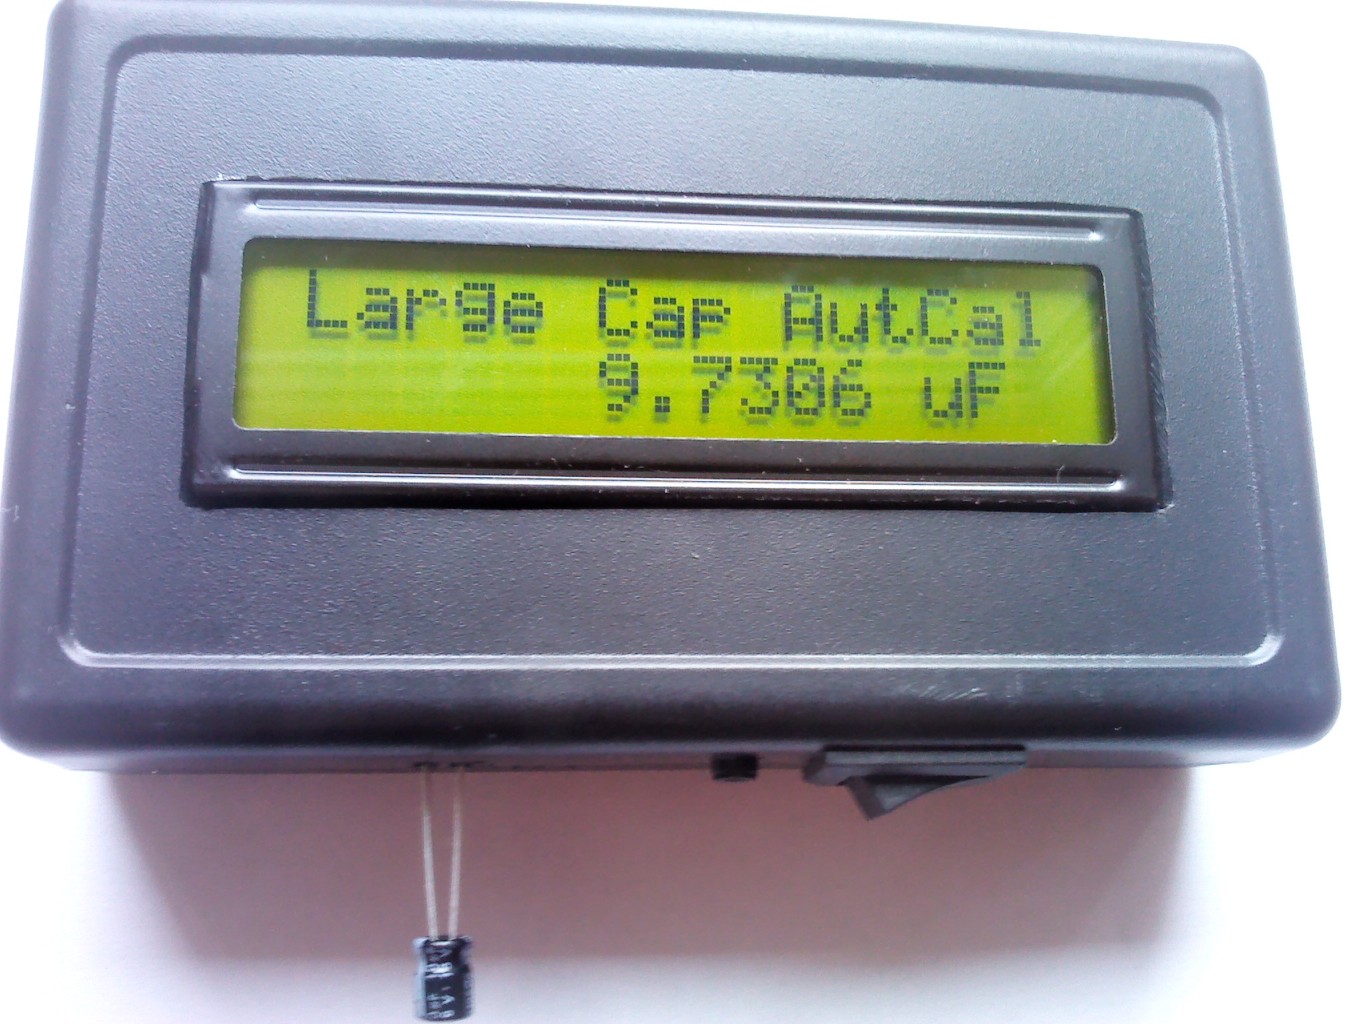 Large Cap AutCal
9.7306 uF